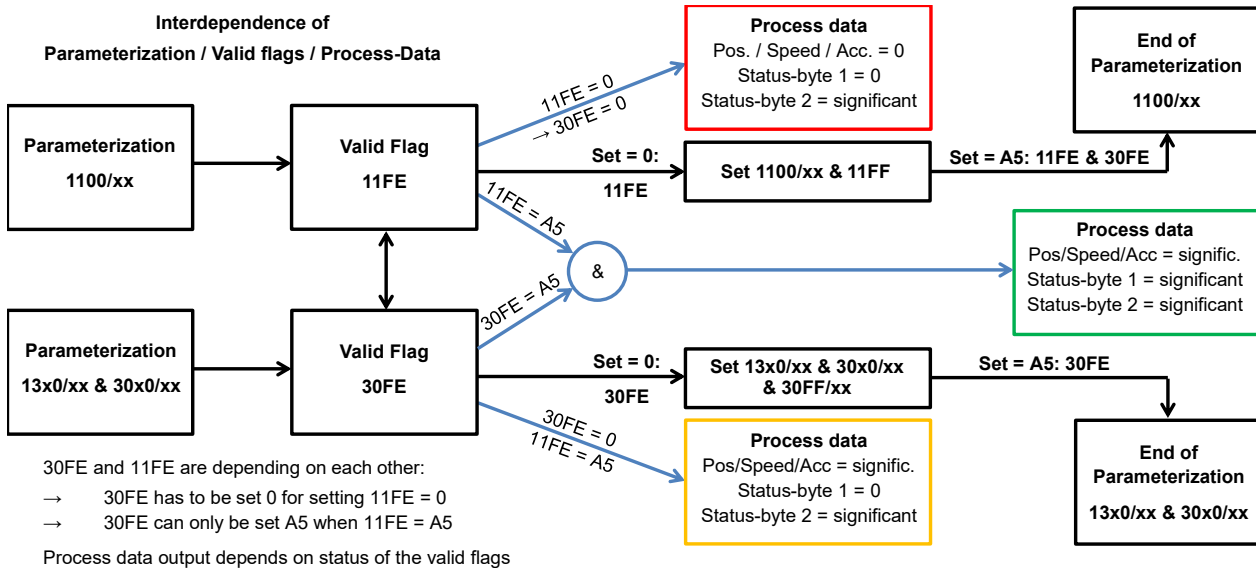 Interdependence of
Parameterization / Valid flags / Process-Data
Process data
Pos. / Speed / Acc. = 0
Status-byte 1 = 0
Status-byte 2 = significant
End of
Parameterization
1100/xx
11FE = 0
→ 30FE = 0
Parameterization
1100/xx
Valid Flag
11FE
Set = 0:
11FE
Set 1100/xx & 11FF
Set = A5: 11FE & 30FE
11FE = A5
&
30FE = A5
Process data
Pos/Speed/Acc = signific.
Status-byte 1 = significant
Status-byte 2 = significant
Parameterization
13x0/xx & 30x0/xx
Valid Flag
30FE
Set = 0:
30FE
Set 13x0/xx & 30x0/xx
& 30FF/xx
Set = A5: 30FE
30FE = 0
11FE = A5
Process data
Pos/Speed/Acc = signific.
Status-byte 1 = 0
Status-byte 2 = significant
End of
Parameterization
13x0/xx & 30x0/xx
30FE and 11FE are depending on each other:
→ 30FE has to be set 0 for setting 11FE = 0
→ 30FE can only be set A5 when 11FE = A5
Process data output depends on status of the valid flags